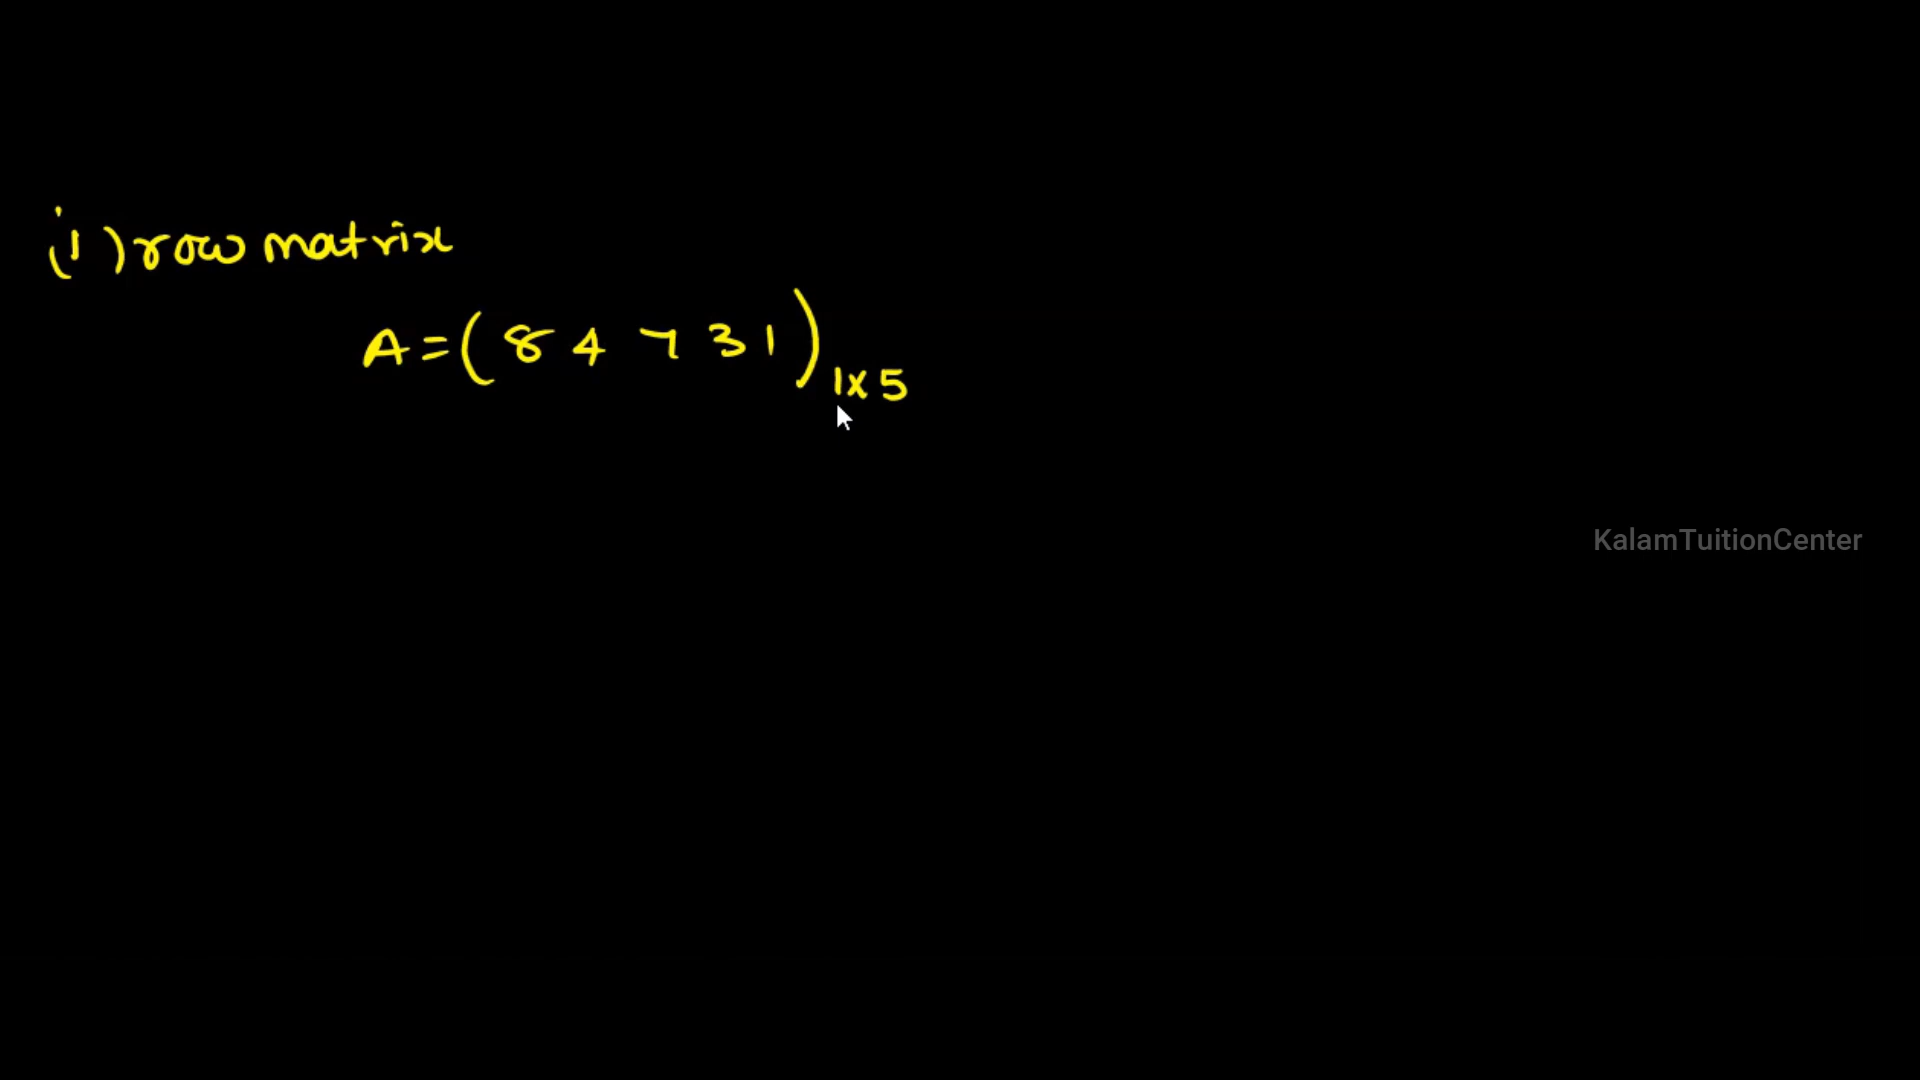 (i) row matrix
A = ( 8 4 7 3 1 ) 1x5
KalamTuitionCenter